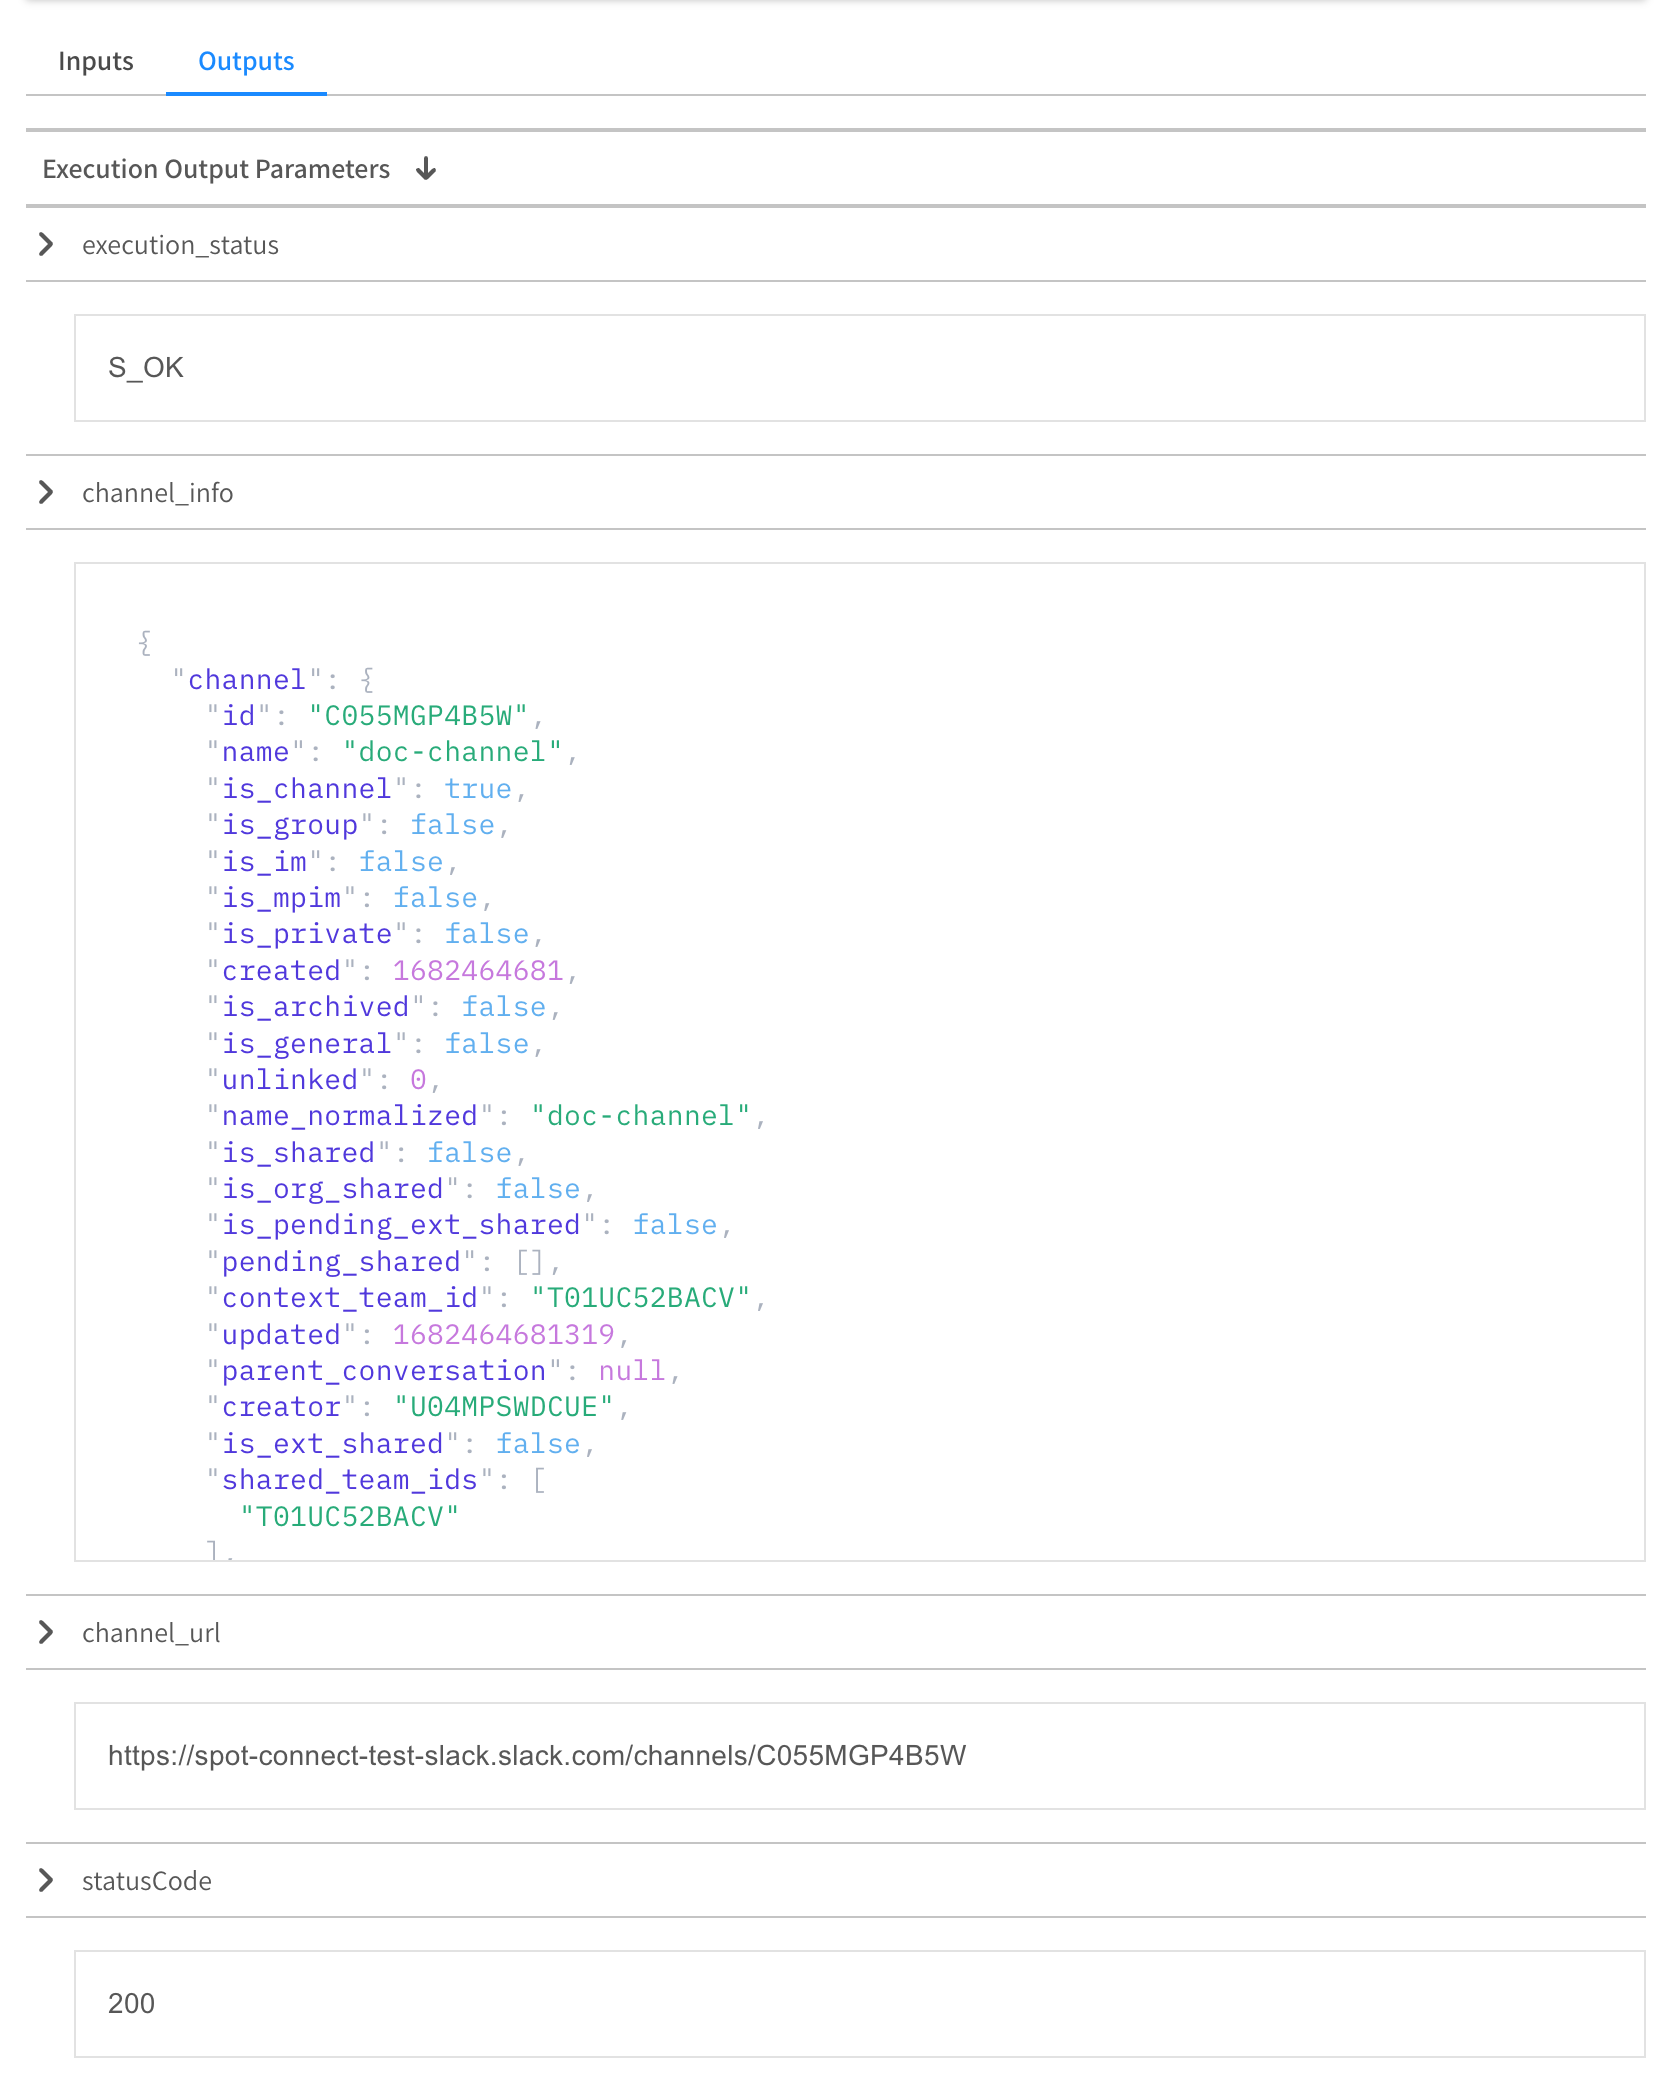 Inputs Outputs
Execution Output Parameters
execution_status
S_OK
channel_info
{
"channel": {
"id": "C055MGP4B5W",
"name": "doc-channel",
"is_channel": true,
"is_group": false,
"is_im": false,
"is_mpim": false,
"is_private": false,
"created": 1682464681,
"is_archived": false,
"is_general": false,
"unlinked": 0,
"name_normalized": "doc-channel",
"is_shared": false,
"is_org_shared": false,
"is_pending_ext_shared": false,
"pending_shared": [],
"context_team_id": "T01UC52BACV",
"updated": 1682464681319,
"parent_conversation": null,
"creator": "U04MPSWDCUE",
"is_ext_shared": false,
"shared_team_ids": [
"T01UC52BACV"
],
channel_url
https://spot-connect-test-slack.slack.com/channels/C055MGP4B5W
statusCode
200